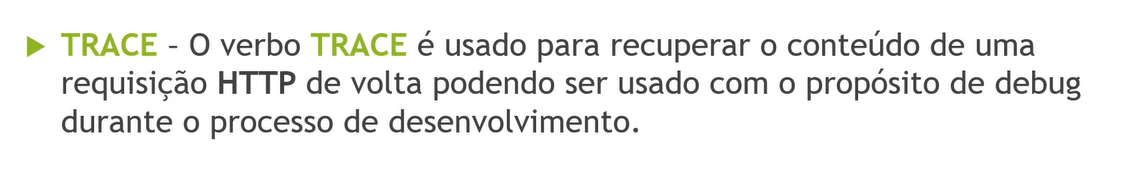 TRACE – O verbo TRACE é usado para recuperar o conteúdo de uma
requisição HTTP de volta podendo ser usado com o propósito de debug
durante o processo de desenvolvimento.